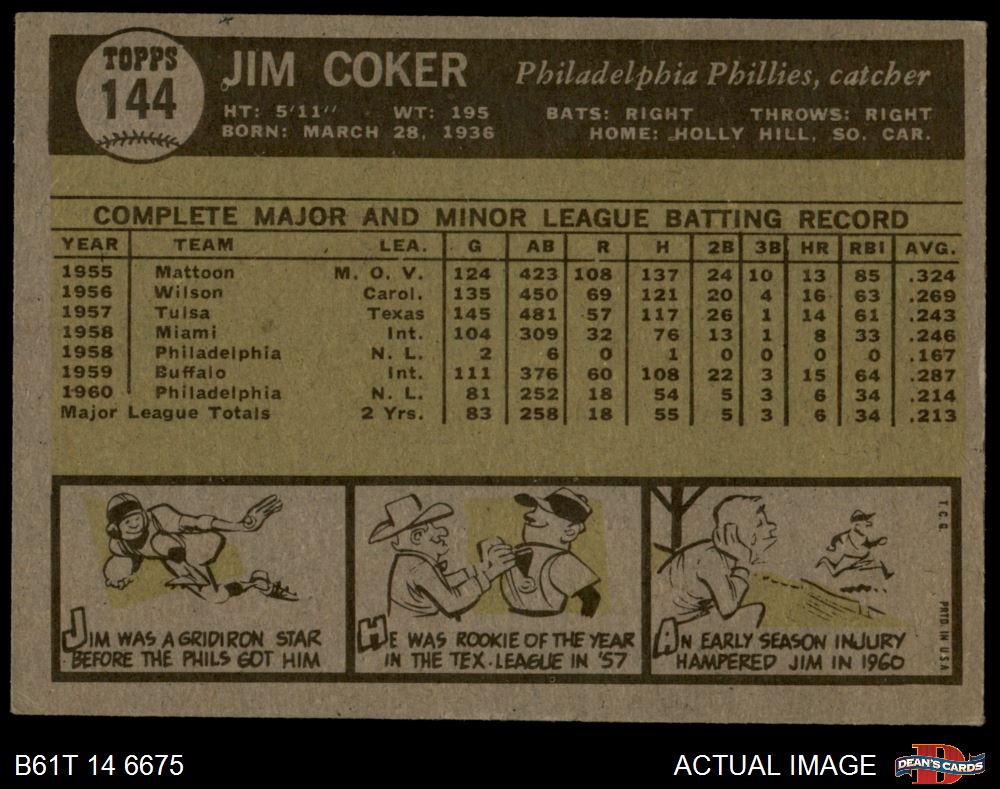 TOPPS
144
JIM COKER Philadelphia Phillies, catcher
HT: 5'11" WT: 195 BATS: RIGHT THROWS: RIGHT
BORN: MARCH 28, 1936 HOME: HOLLY HILL, SO. CAR.
COMPLETE MAJOR AND MINOR LEAGUE BATTING RECORD
YEAR TEAM LEA. G AB R H 2B 3B HR RBI AVG.
1955 Mattoon M. O. V. 124 423 108 137 24 10 13 85 .324
1956 Wilson Carol. 135 450 69 121 20 4 16 63 .269
1957 Tulsa Texas 145 481 57 117 26 1 14 61 .243
1958 Miami Int. 104 309 32 76 13 1 8 33 .246
1958 Philadelphia N. L. 2 6 0 1 0 0 0 0 .167
1959 Buffalo Int. 111 376 60 108 22 3 15 64 .287
1960 Philadelphia N. L. 81 252 18 54 5 3 6 34 .214
Major League Totals 2 Yrs. 83 258 18 55 5 3 6 34 .213
JIM WAS A GRIDIRON STAR
BEFORE THE PHILS GOT HIM
HE WAS ROOKIE OF THE YEAR
IN THE TEX. LEAGUE IN '57
AN EARLY SEASON INJURY
HAMPERED JIM IN 1960
T.C.G. PRTD. IN U.S.A.
B61T 14 6675
ACTUAL IMAGE
DEAN'S CARDS